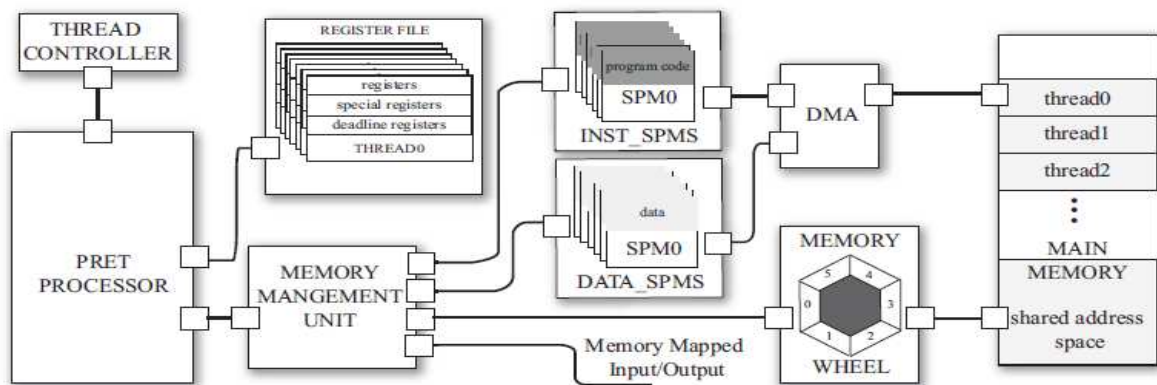 THREAD
CONTROLLER
PRET
PROCESSOR
REGISTER FILE
registers
special registers
deadline registers
THREAD0
MEMORY
MANGEMENT
UNIT
program code
SPM0
INST_SPMS
data
SPM0
DATA_SPMS
Memory Mapped
Input/Output
DMA
MEMORY
5
4
0
3
1
2
WHEEL
thread0
thread1
thread2
MAIN
MEMORY
shared address
space